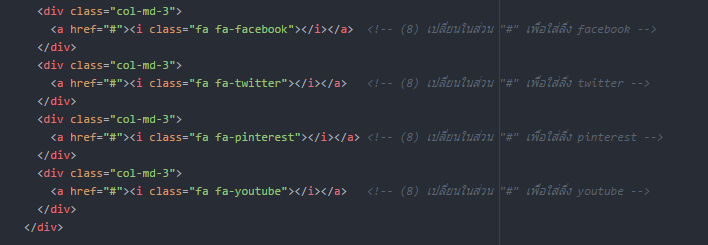 <div class="col-md-3">
<a href="#"><i class="fa fa-facebook"></i></a> <!-- (8) เปลี่ยนในส่วน "#" เพื่อใส่ลิ้ง facebook -->
</div>
<div class="col-md-3">
<a href="#"><i class="fa fa-twitter"></i></a> <!-- (8) เปลี่ยนในส่วน "#" เพื่อใส่ลิ้ง twitter -->
</div>
<div class="col-md-3">
<a href="#"><i class="fa fa-pinterest"></i></a> <!-- (8) เปลี่ยนในส่วน "#" เพื่อใส่ลิ้ง pinterest -->
</div>
<div class="col-md-3">
<a href="#"><i class="fa fa-youtube"></i></a> <!-- (8) เปลี่ยนในส่วน "#" เพื่อใส่ลิ้ง youtube -->
</div>
</div>